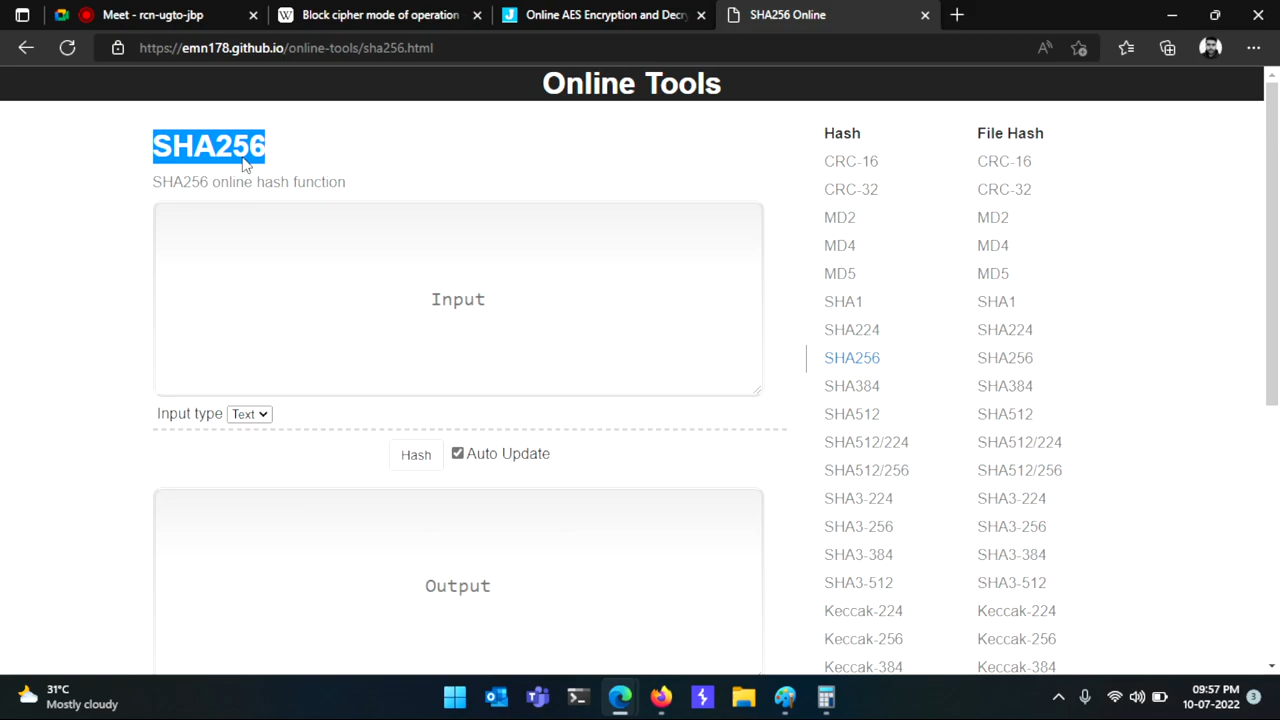 Meet - rcn-ugto-jbp
Block cipher mode of operation
Online AES Encryption and Decry
SHA256 Online
https://emn178.github.io/online-tools/sha256.html
Online Tools
SHA256
SHA256 online hash function
Input
Input type Text
Hash Auto Update
Output
Hash
CRC-16
CRC-32
MD2
MD4
MD5
SHA1
SHA224
SHA256
SHA384
SHA512
SHA512/224
SHA512/256
SHA3-224
SHA3-256
SHA3-384
SHA3-512
Keccak-224
Keccak-256
Keccak-384
File Hash
CRC-16
CRC-32
MD2
MD4
MD5
SHA1
SHA224
SHA256
SHA384
SHA512
SHA512/224
SHA512/256
SHA3-224
SHA3-256
SHA3-384
SHA3-512
Keccak-224
Keccak-256
Keccak-384
31°C
Mostly cloudy
09:57 PM
10-07-2022
3